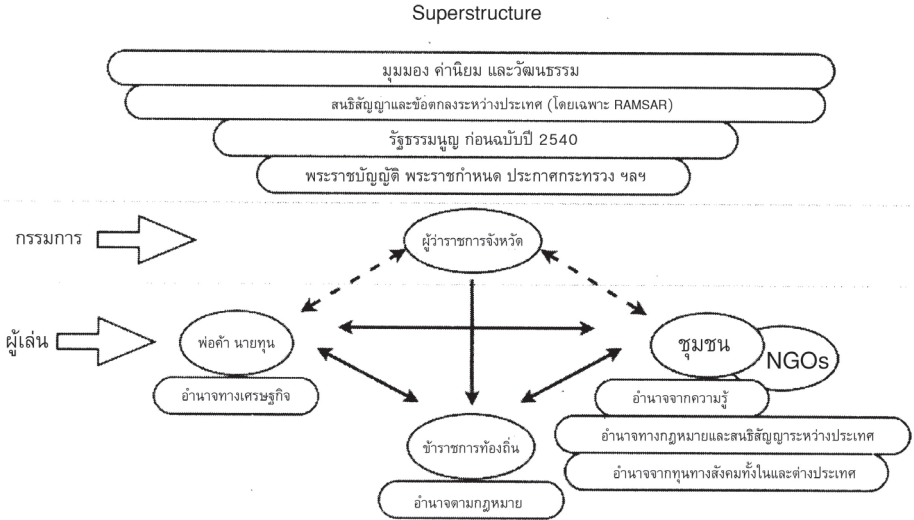 Superstructure
มุมมอง ค่านิยม และวัฒนธรรม
สนธิสัญญาและข้อตกลงระหว่างประเทศ (โดยเฉพาะ RAMSAR)
รัฐธรรมนูญ ก่อนฉบับปี 2540
พระราชบัญญัติ พระราชกำหนด ประกาศกระทรวง ฯลฯ
กรรมการ
ผู้ว่าราชการจังหวัด
ผู้เล่น
พ่อค้า นายทุน
ชุมชน
NGOs
อำนาจทางเศรษฐกิจ
อำนาจจากความรู้
ข้าราชการท้องถิ่น
อำนาจทางกฎหมายและสนธิสัญญาระหว่างประเทศ
อำนาจจากทุนทางสังคมทั้งในและต่างประเทศ
อำนาจตามกฎหมาย